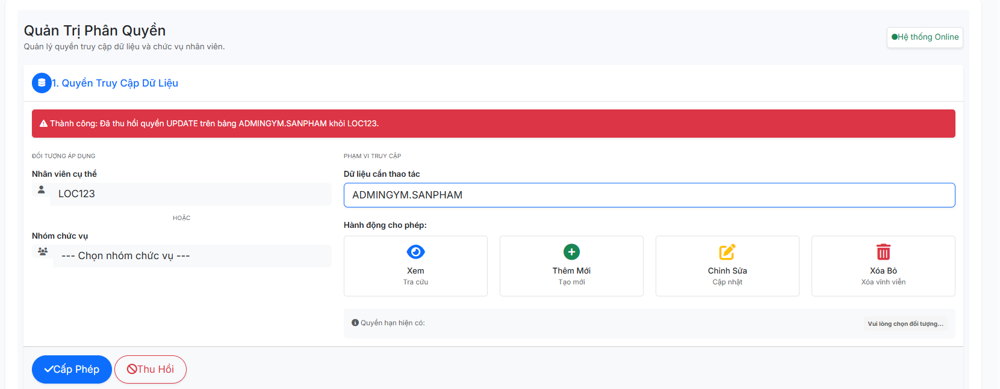 Quản Trị Phân Quyền
Quản lý quyền truy cập dữ liệu và chức vụ nhân viên.
Hệ thống Online
1. Quyền Truy Cập Dữ Liệu
Thành công: Đã thu hồi quyền UPDATE trên bảng ADMINGYM.SANPHAM khỏi LOC123.
ĐỐI TƯỢNG ÁP DỤNG
Nhân viên cụ thể
LOC123
HOẶC
Nhóm chức vụ
--- Chọn nhóm chức vụ ---
PHẠM VI TRUY CẬP
Dữ liệu cần thao tác
ADMINGYM.SANPHAM
Hành động cho phép:
Xem
Tra cứu
Thêm Mới
Tạo mới
Chỉnh Sửa
Cập nhật
Xóa Bỏ
Xóa vĩnh viễn
Quyền hạn hiện có:
Vui lòng chọn đối tượng...
Cấp Phép
Thu Hồi